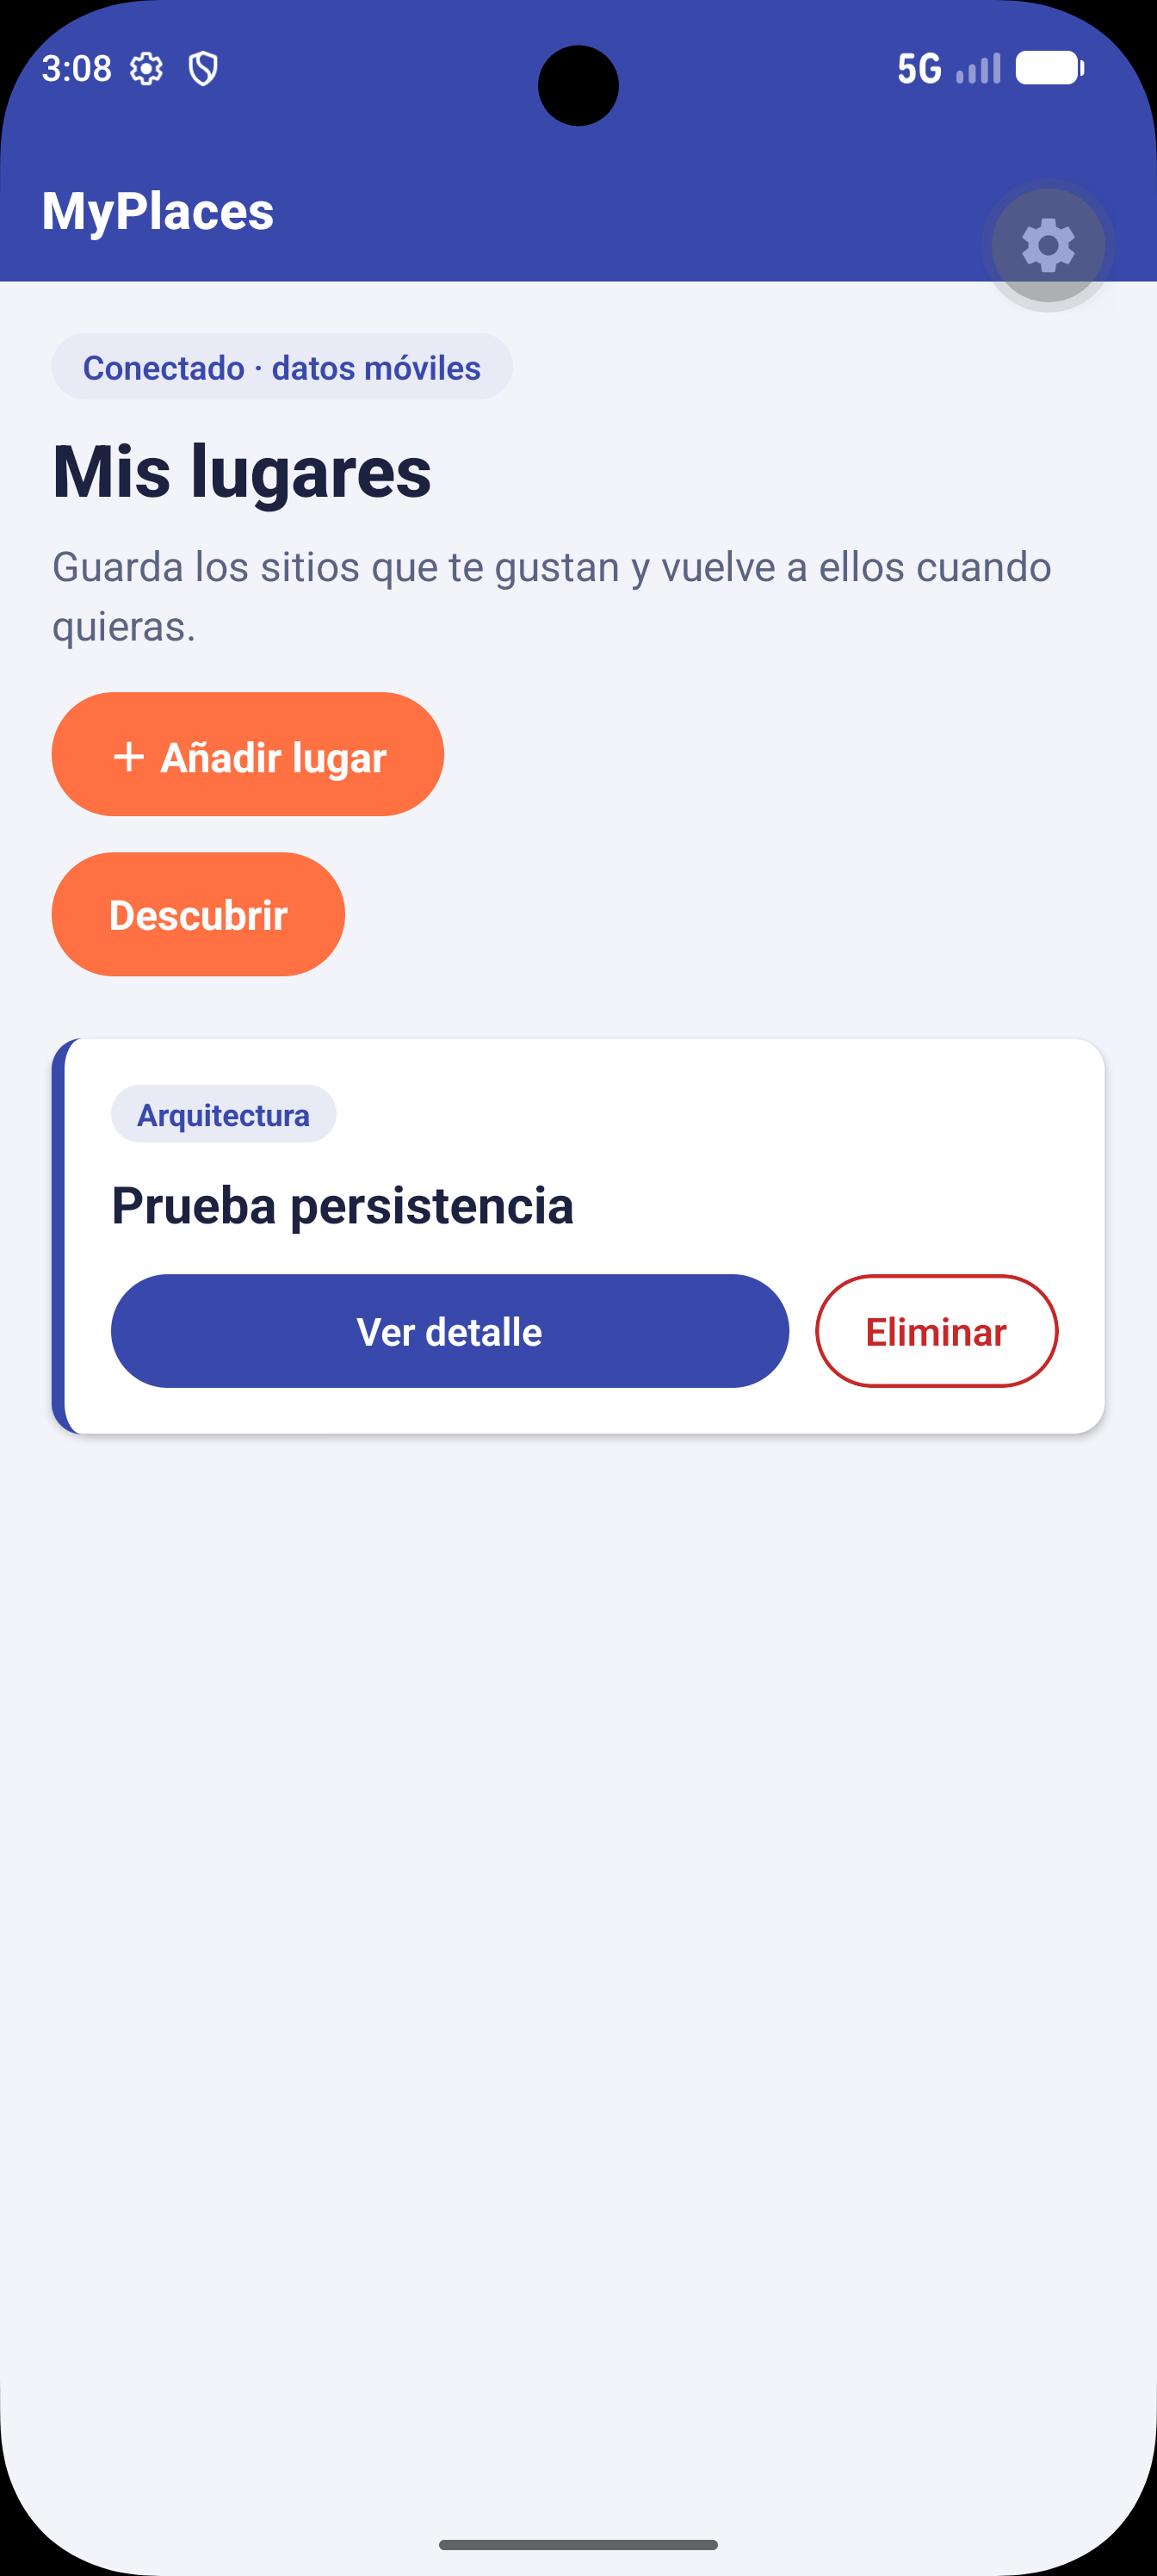 3:08
5G
MyPlaces
Conectado · datos móviles
Mis lugares
Guarda los sitios que te gustan y vuelve a ellos cuando
quieras.
+ Añadir lugar
Descubrir
Arquitectura
Prueba persistencia
Ver detalle
Eliminar